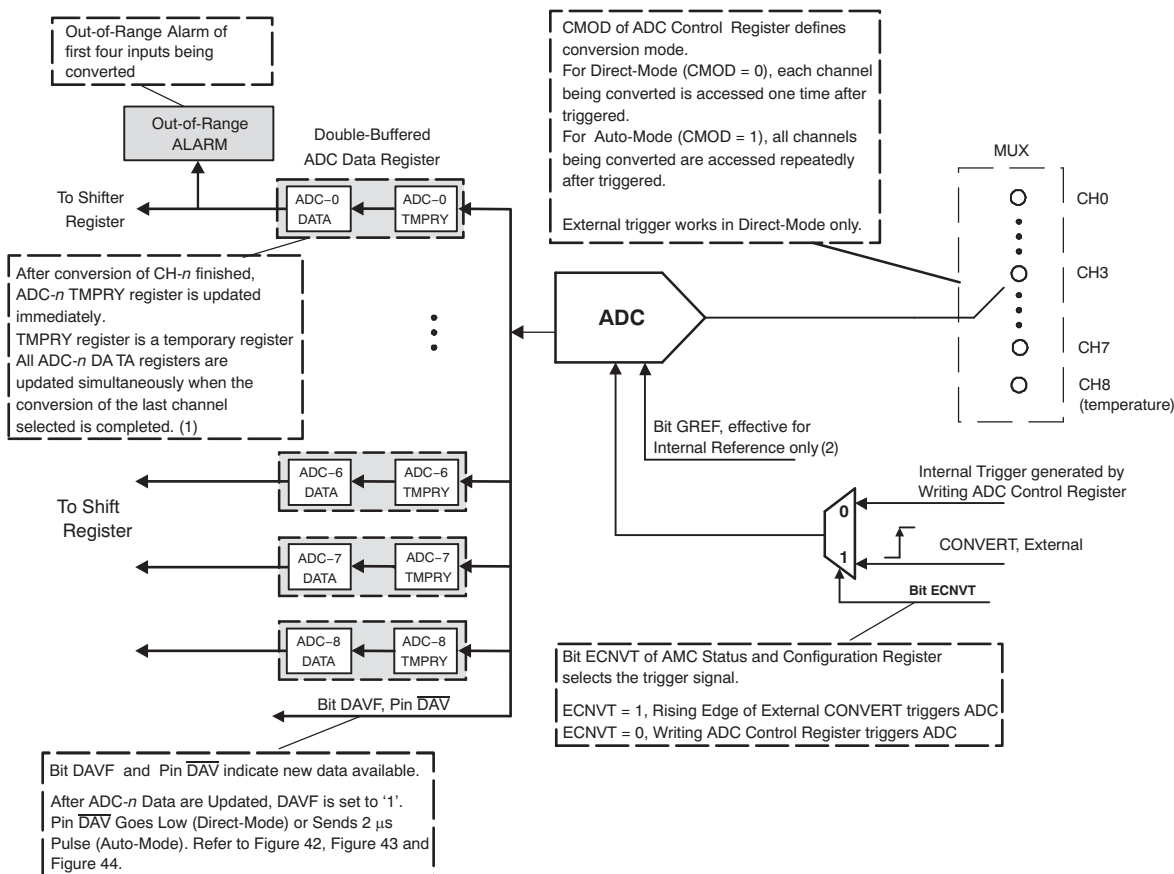 Out-of-Range Alarm of
first four inputs being
converted
Out-of-Range
ALARM
Double-Buffered
ADC Data Register
To Shifter
Register
ADC–0
DATA
ADC–0
TMPRY
After conversion of CH-n finished,
ADC-n TMPRY register is updated
immediately.
TMPRY register is a temporary register
All ADC-n DA TA registers are
updated simultaneously when the
conversion of the last channel
selected is completed. (1)
CMOD of ADC Control Register defines
conversion mode.
For Direct-Mode (CMOD = 0), each channel
being converted is accessed one time after
triggered.
For Auto-Mode (CMOD = 1), all channels
being converted are accessed repeatedly
after triggered.
External trigger works in Direct-Mode only.
MUX
CH0
CH3
CH7
CH8
(temperature)
ADC
Bit GREF, effective for
Internal Reference only(2)
Internal Trigger generated by
Writing ADC Control Register
0
1
CONVERT, External
Bit ECNVT
To Shift
Register
ADC–6
DATA
ADC–6
TMPRY
ADC–7
DATA
ADC–7
TMPRY
ADC–8
DATA
ADC–8
TMPRY
Bit DAVF, Pin D̅A̅V̅
Bit ECNVT of AMC Status and Configuration Register
selects the trigger signal.
ECNVT = 1, Rising Edge of External CONVERT triggers ADC
ECNVT = 0, Writing ADC Control Register triggers ADC
Bit DAVF and Pin D̅A̅V̅ indicate new data available.
After ADC-n Data are Updated, DAVF is set to ‘1’.
Pin D̅A̅V̅ Goes Low (Direct-Mode) or Sends 2 μs
Pulse (Auto-Mode). Refer to Figure 42, Figure 43 and
Figure 44.